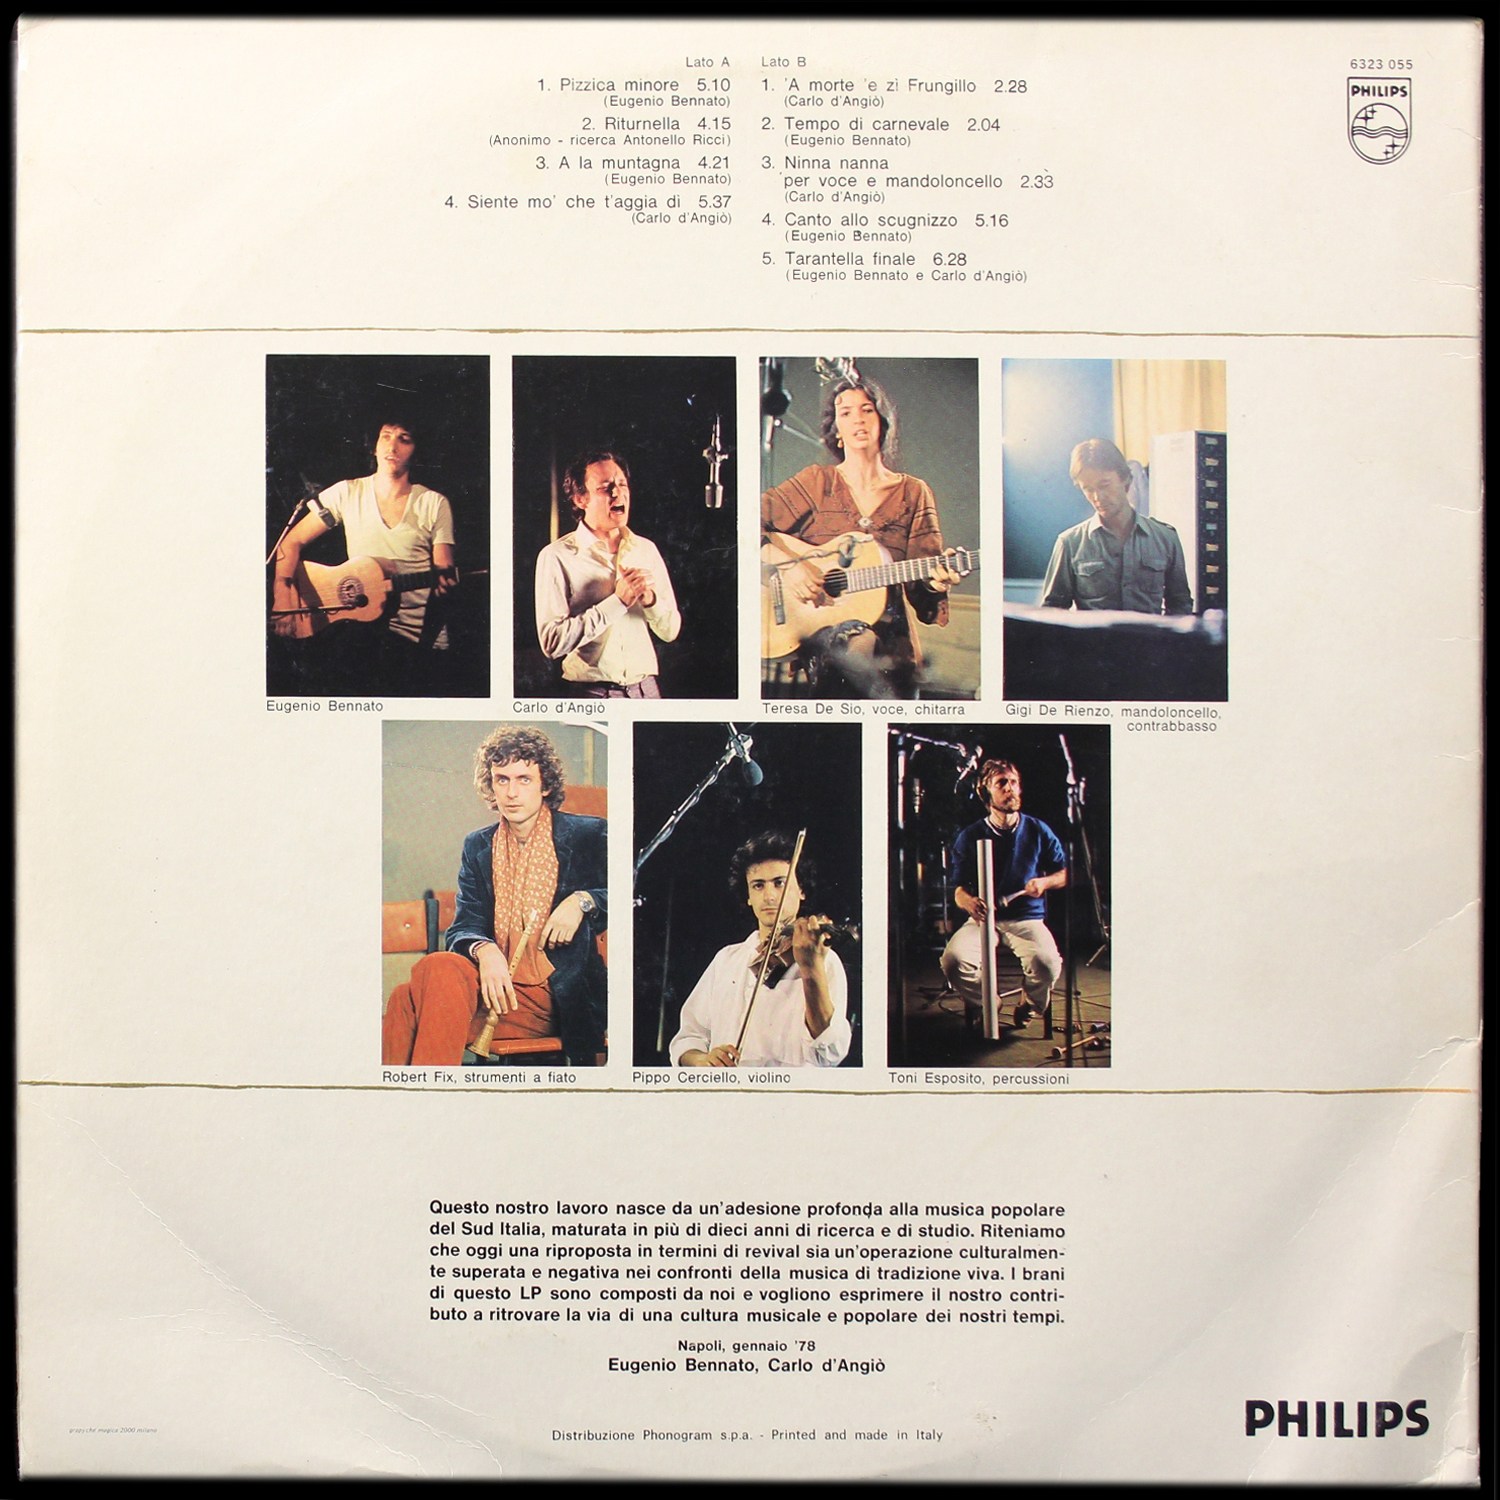 Lato A
1. Pizzica minore 5.10
(Eugenio Bennato)
2. Riturnella 4.15
(Anonimo - ricerca Antonello Ricci)
3. A la muntagna 4.21
(Eugenio Bennato)
4. Siente mo' che t'aggia di 5.37
(Carlo d'Angiò)
Lato B
1. 'A morte 'e zì Frungillo 2.28
(Carlo d'Angiò)
2. Tempo di carnevale 2.04
(Eugenio Bennato)
3. Ninna nanna
per voce e mandoloncello 2.33
(Carlo d'Angiò)
4. Canto allo scugnizzo 5.16
(Eugenio Bennato)
5. Tarantella finale 6.28
(Eugenio Bennato e Carlo d'Angiò)
6323 055
PHILIPS
Eugenio Bennato
Carlo d'Angiò
Teresa De Sio, voce, chitarra
Gigi De Rienzo, mandoloncello,
contrabbasso
Robert Fix, strumenti a fiato
Pippo Cerciello, violino
Toni Esposito, percussioni
Questo nostro lavoro nasce da un'adesione profonda alla musica popolare
del Sud Italia, maturata in più di dieci anni di ricerca e di studio. Riteniamo
che oggi una riproposta in termini di revival sia un'operazione culturalmen-
te superata e negativa nei confronti della musica di tradizione viva. I brani
di questo LP sono composti da noi e vogliono esprimere il nostro contri-
buto a ritrovare la via di una cultura musicale e popolare dei nostri tempi.
Napoli, gennaio '78
Eugenio Bennato, Carlo d'Angiò
PHILIPS
magica 2000 milano
Distribuzione Phonogram s.p.a. - Printed and made in Italy